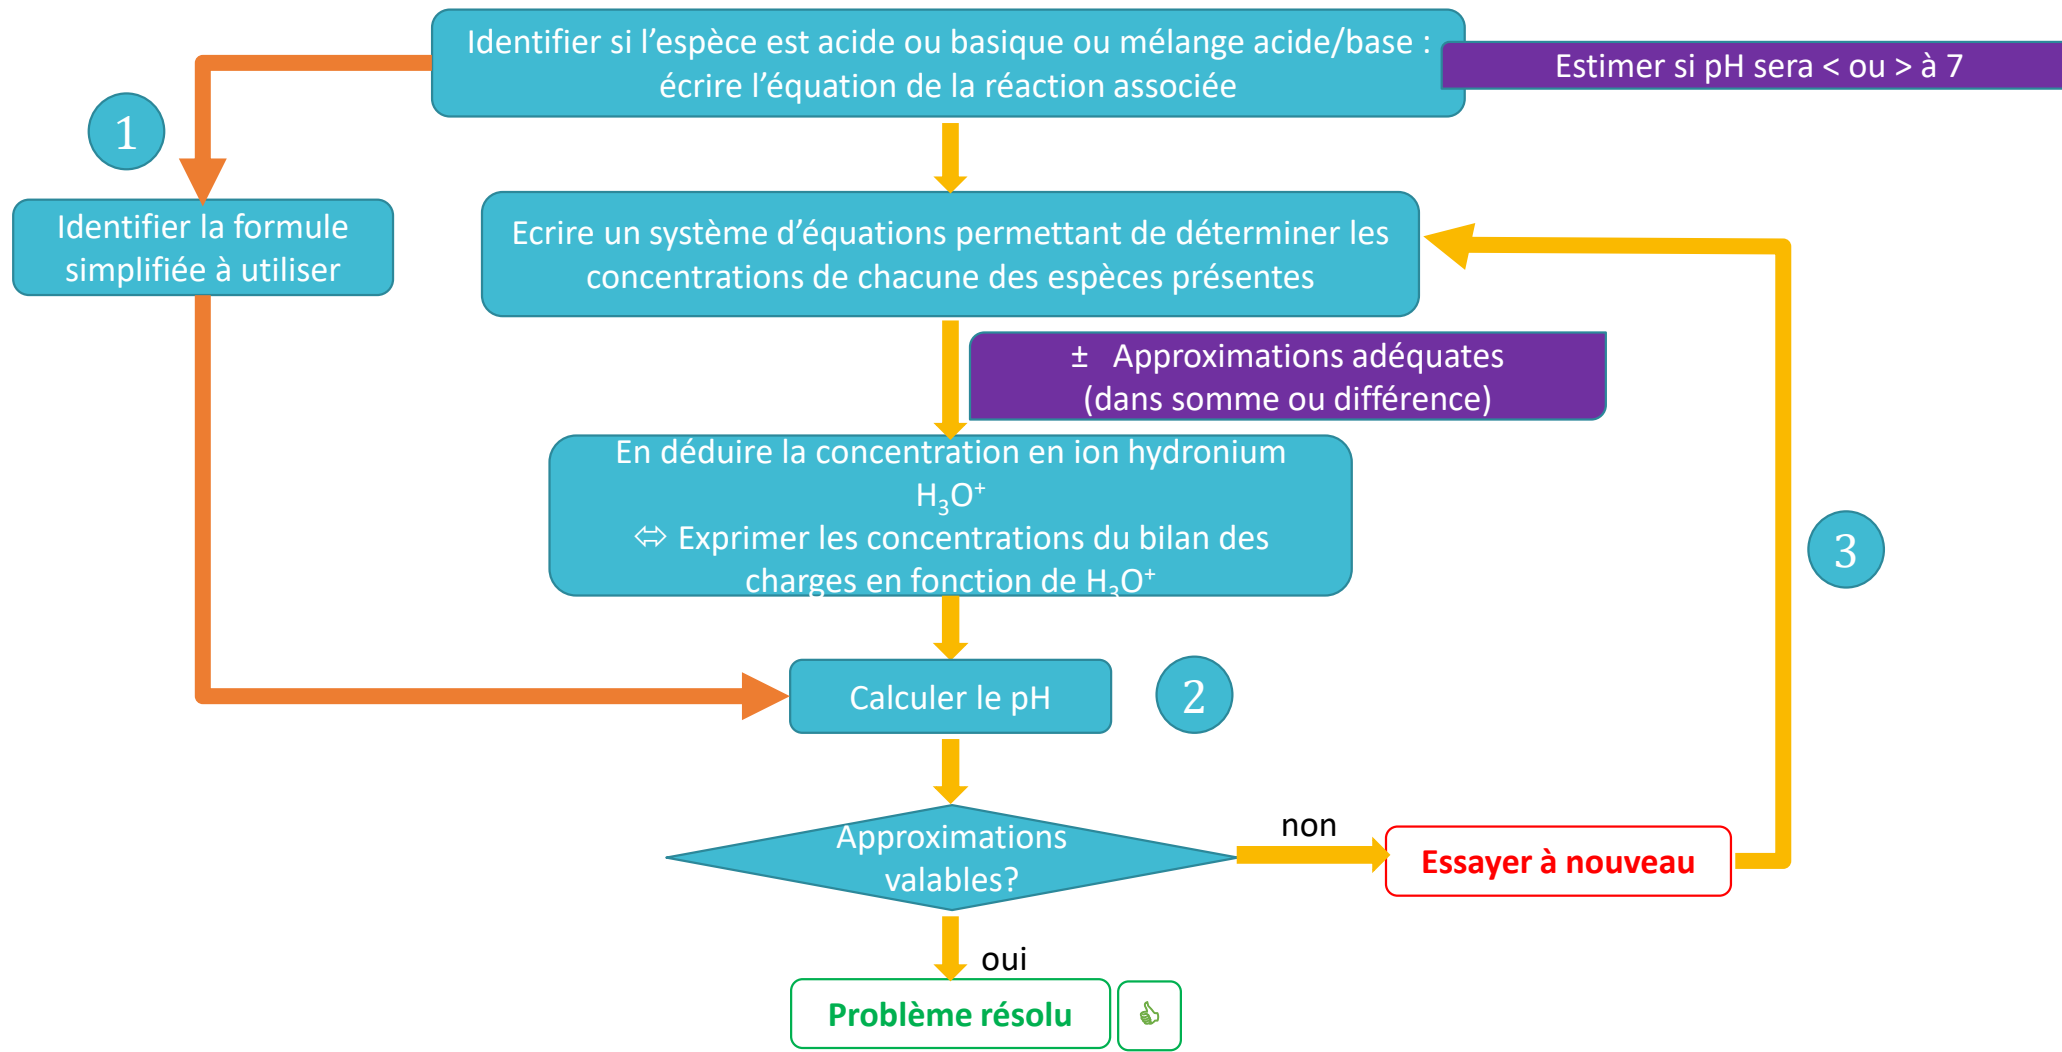 Identifier si l’espèce est acide ou basique ou mélange acide/base :
écrire l’équation de la réaction associée
Estimer si pH sera < ou > à 7
1
Identifier la formule
simplifiée à utiliser
Ecrire un système d’équations permettant de déterminer les
concentrations de chacune des espèces présentes
± Approximations adéquates
(dans somme ou différence)
En déduire la concentration en ion hydronium
H₃O⁺
⬄ Exprimer les concentrations du bilan des
charges en fonction de H₃O⁺
3
Calculer le pH
2
Approximations
valables?
non
Essayer à nouveau
oui
Problème résolu